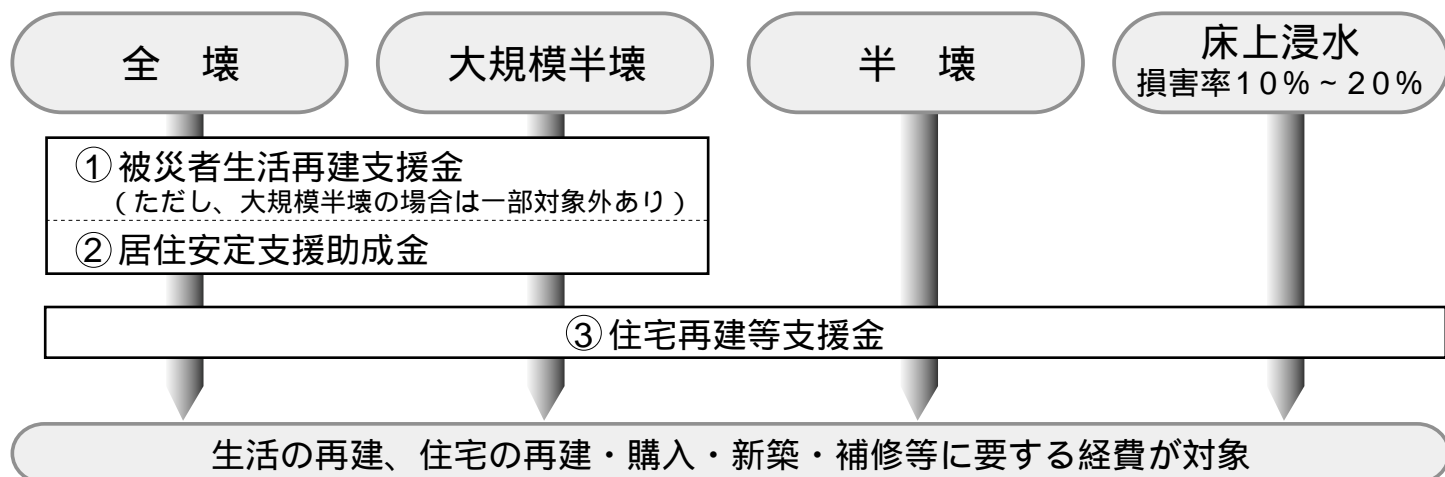 全　壊
大規模半壊
半　壊
床上浸水
損害率10%~20%
①被災者生活再建支援金
(ただし、大規模半壊の場合は一部対象外あり)
②居住安定支援助成金
③住宅再建等支援金
生活の再建、住宅の再建・購入・新築・補修等に要する経費が対象